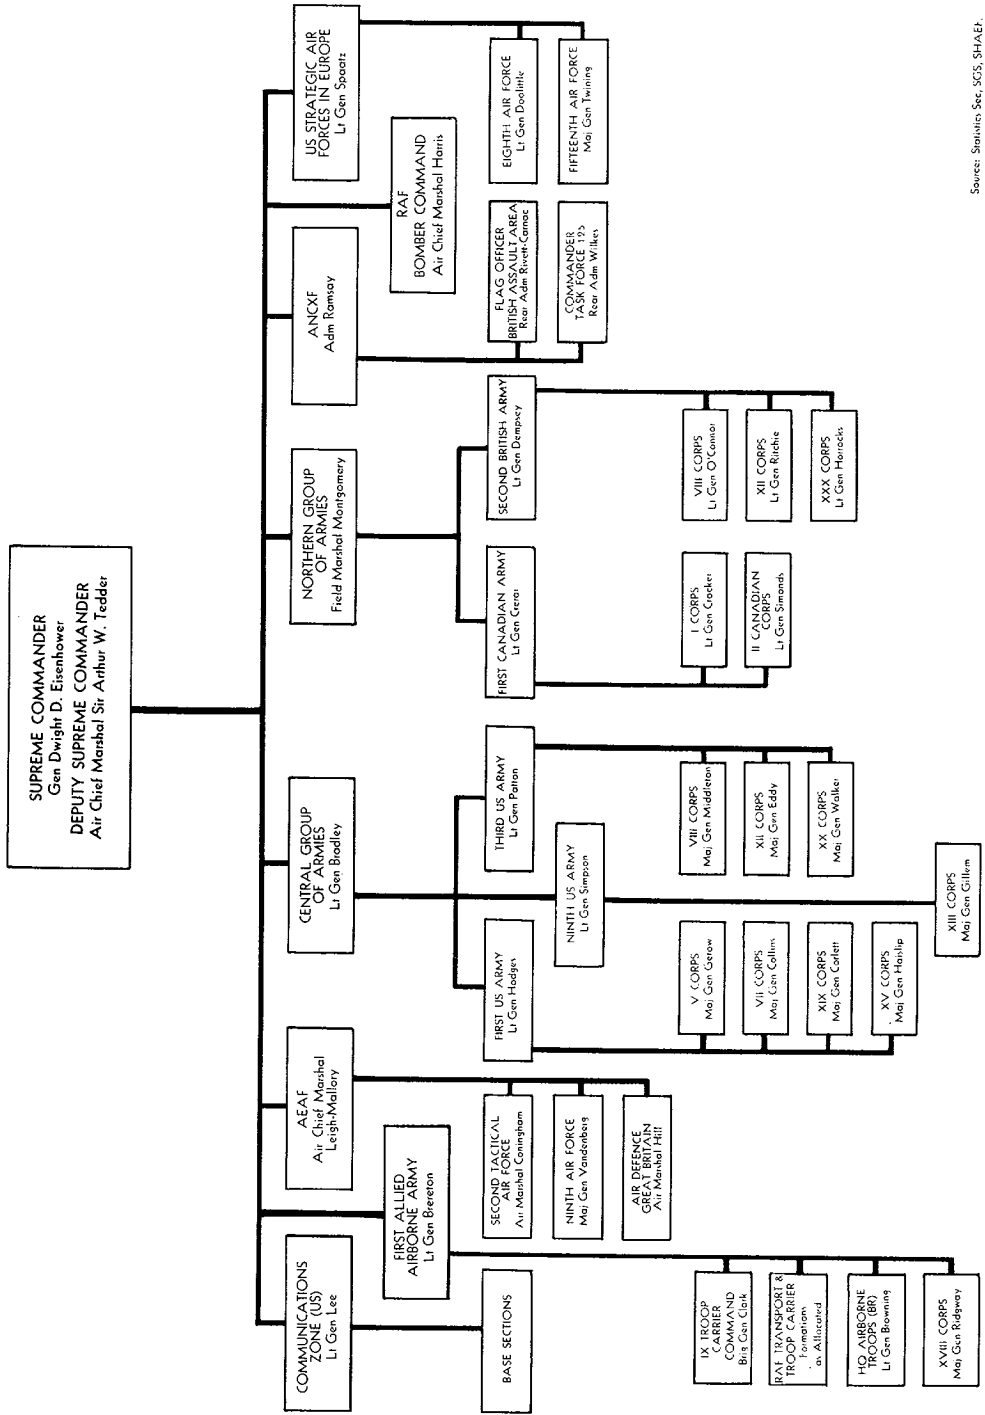 SUPREME COMMANDER
Gen Dwight D. Eisenhower
DEPUTY SUPREME COMMANDER
Air Chief Marshal Sir Arthur W. Tedder
COMMUNICATIONS
ZONE (US)
Lt Gen Lee
BASE SECTIONS
FIRST ALLIED
AIRBORNE ARMY
Lt Gen Brereton
IX TROOP
CARRIER
COMMAND
Brig Gen Clark
RAF TRANSPORT &
TROOP CARRIER
Formations
as Allocated
HQ AIRBORNE
TROOPS (BR)
Lt Gen Browning
XVIII CORPS
Maj Gen Ridgway
AEAF
Air Chief Marshal
Leigh-Mallory
SECOND TACTICAL
AIR FORCE
Air Marshal Coningham
NINTH AIR FORCE
Maj Gen Vandenberg
AIR DEFENCE
GREAT BRITAIN
Air Marshal Hill
CENTRAL GROUP
OF ARMIES
Lt Gen Bradley
FIRST US ARMY
Lt Gen Hodges
V CORPS
Maj Gen Gerow
VII CORPS
Maj Gen Collins
XIX CORPS
Maj Gen Corlett
XV CORPS
Maj Gen Haislip
NINTH US ARMY
Lt Gen Simpson
XIII CORPS
Maj Gen Gillem
THIRD US ARMY
Lt Gen Patton
VIII CORPS
Maj Gen Middleton
XII CORPS
Maj Gen Eddy
XX CORPS
Maj Gen Walker
NORTHERN GROUP
OF ARMIES
Field Marshal Montgomery
FIRST CANADIAN ARMY
Lt Gen Crerar
I CORPS
Lt Gen Crocker
II CANADIAN
CORPS
Lt Gen Simonds
SECOND BRITISH ARMY
Lt Gen Dempsey
VIII CORPS
Lt Gen O'Connor
XII CORPS
Lt Gen Ritchie
XXX CORPS
Lt Gen Horrocks
ANCXF
Adm Ramsay
FLAG OFFICER
BRITISH ASSAULT AREA
Rear Adm Rivett-Carnac
COMMANDER
TASK FORCE 125
Rear Adm Wilkes
RAF
BOMBER COMMAND
Air Chief Marshal Harris
US STRATEGIC AIR
FORCES IN EUROPE
Lt Gen Spaatz
EIGHTH AIR FORCE
Lt Gen Doolittle
FIFTEENTH AIR FORCE
Maj Gen Twining
Source: Statistics Sec, SGS, SHAEF.